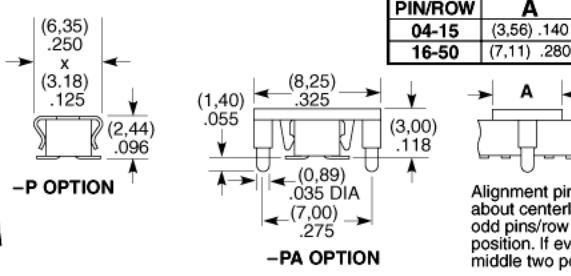 PIN/ROW A
04-15 (3,56) .140
16-50 (7,11) .280
(6,35)
.250
x
(3.18)
.125
(2,44)
.096
–P OPTION
(8,25)
.325
(1,40)
.055
(3,00)
.118
(0,89)
.035 DIA
(7,00)
.275
–PA OPTION
A
Alignment pin
about centerl
odd pins/row
position. If ev
middle two po